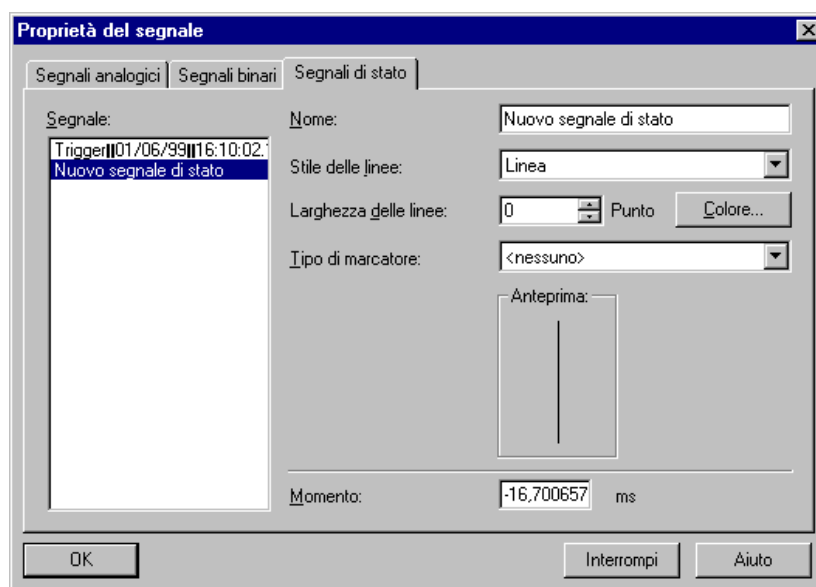 Proprietà del segnale
Segnali analogici Segnali binari Segnali di stato
Segnale:
Trigger||01/06/99||16:10:02.
Nuovo segnale di stato
Nome: Nuovo segnale di stato
Stile delle linee: Linea
Larghezza delle linee: 0 Punto Colore...
Tipo di marcatore: <nessuno>
Anteprima:
Momento: -16,700657 ms
OK Interrompi Aiuto